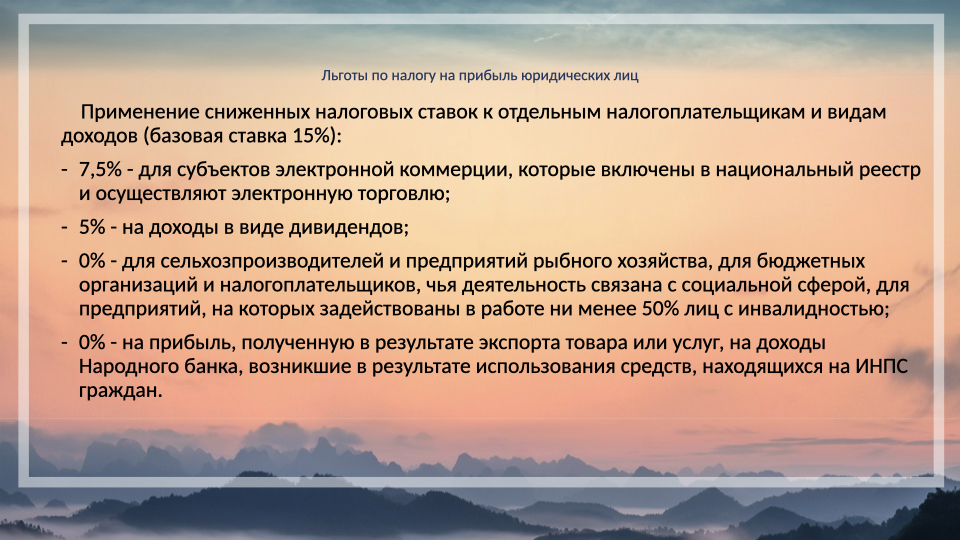 Льготы по налогу на прибыль юридических лиц
Применение сниженных налоговых ставок к отдельным налогоплательщикам и видам
доходов (базовая ставка 15%):
- 7,5% - для субъектов электронной коммерции, которые включены в национальный реестр
и осуществляют электронную торговлю;
- 5% - на доходы в виде дивидендов;
- 0% - для сельхозпроизводителей и предприятий рыбного хозяйства, для бюджетных
организаций и налогоплательщиков, чья деятельность связана с социальной сферой, для
предприятий, на которых задействованы в работе ни менее 50% лиц с инвалидностью;
- 0% - на прибыль, полученную в результате экспорта товара или услуг, на доходы
Народного банка, возникшие в результате использования средств, находящихся на ИНПС
граждан.